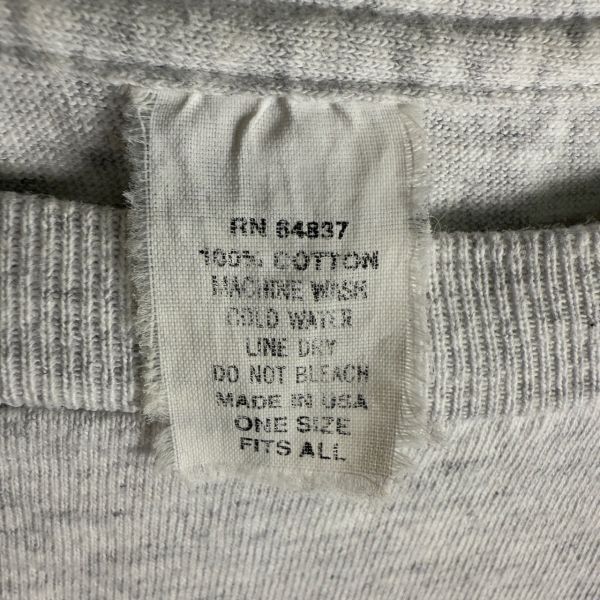 RN 64837
100% COTTON
MACHINE WASH
COLD WATER
LINE DRY
DO NOT BLEACH
MADE IN USA
ONE SIZE
FITS ALL